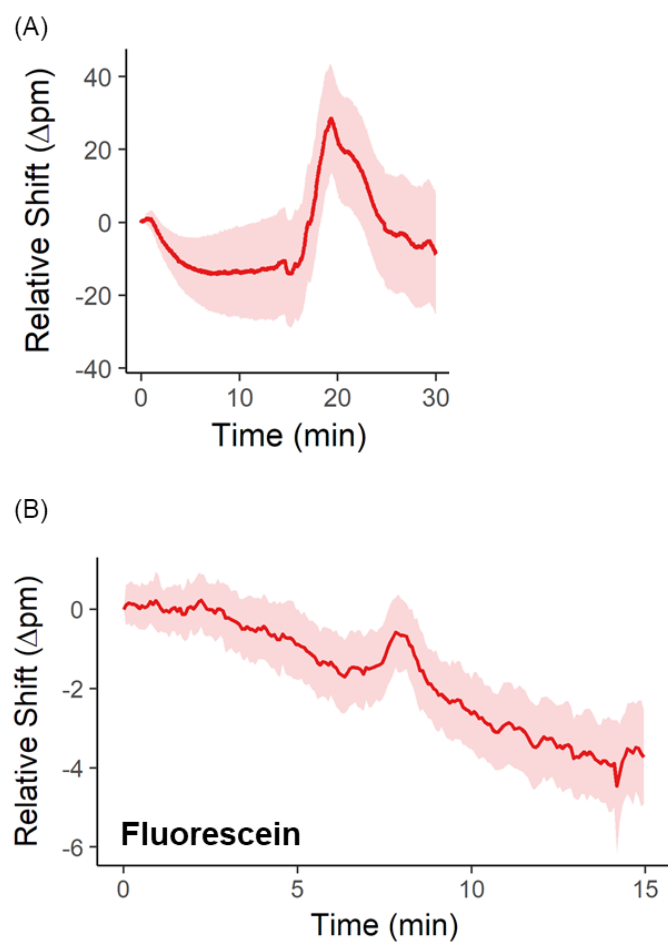 (A)
Relative Shift (Δpm)
40
20
0
-20
-40
0 10 20 30
Time (min)
(B)
Relative Shift (Δpm)
0
-2
-4
-6
Fluorescein
0 5 10 15
Time (min)